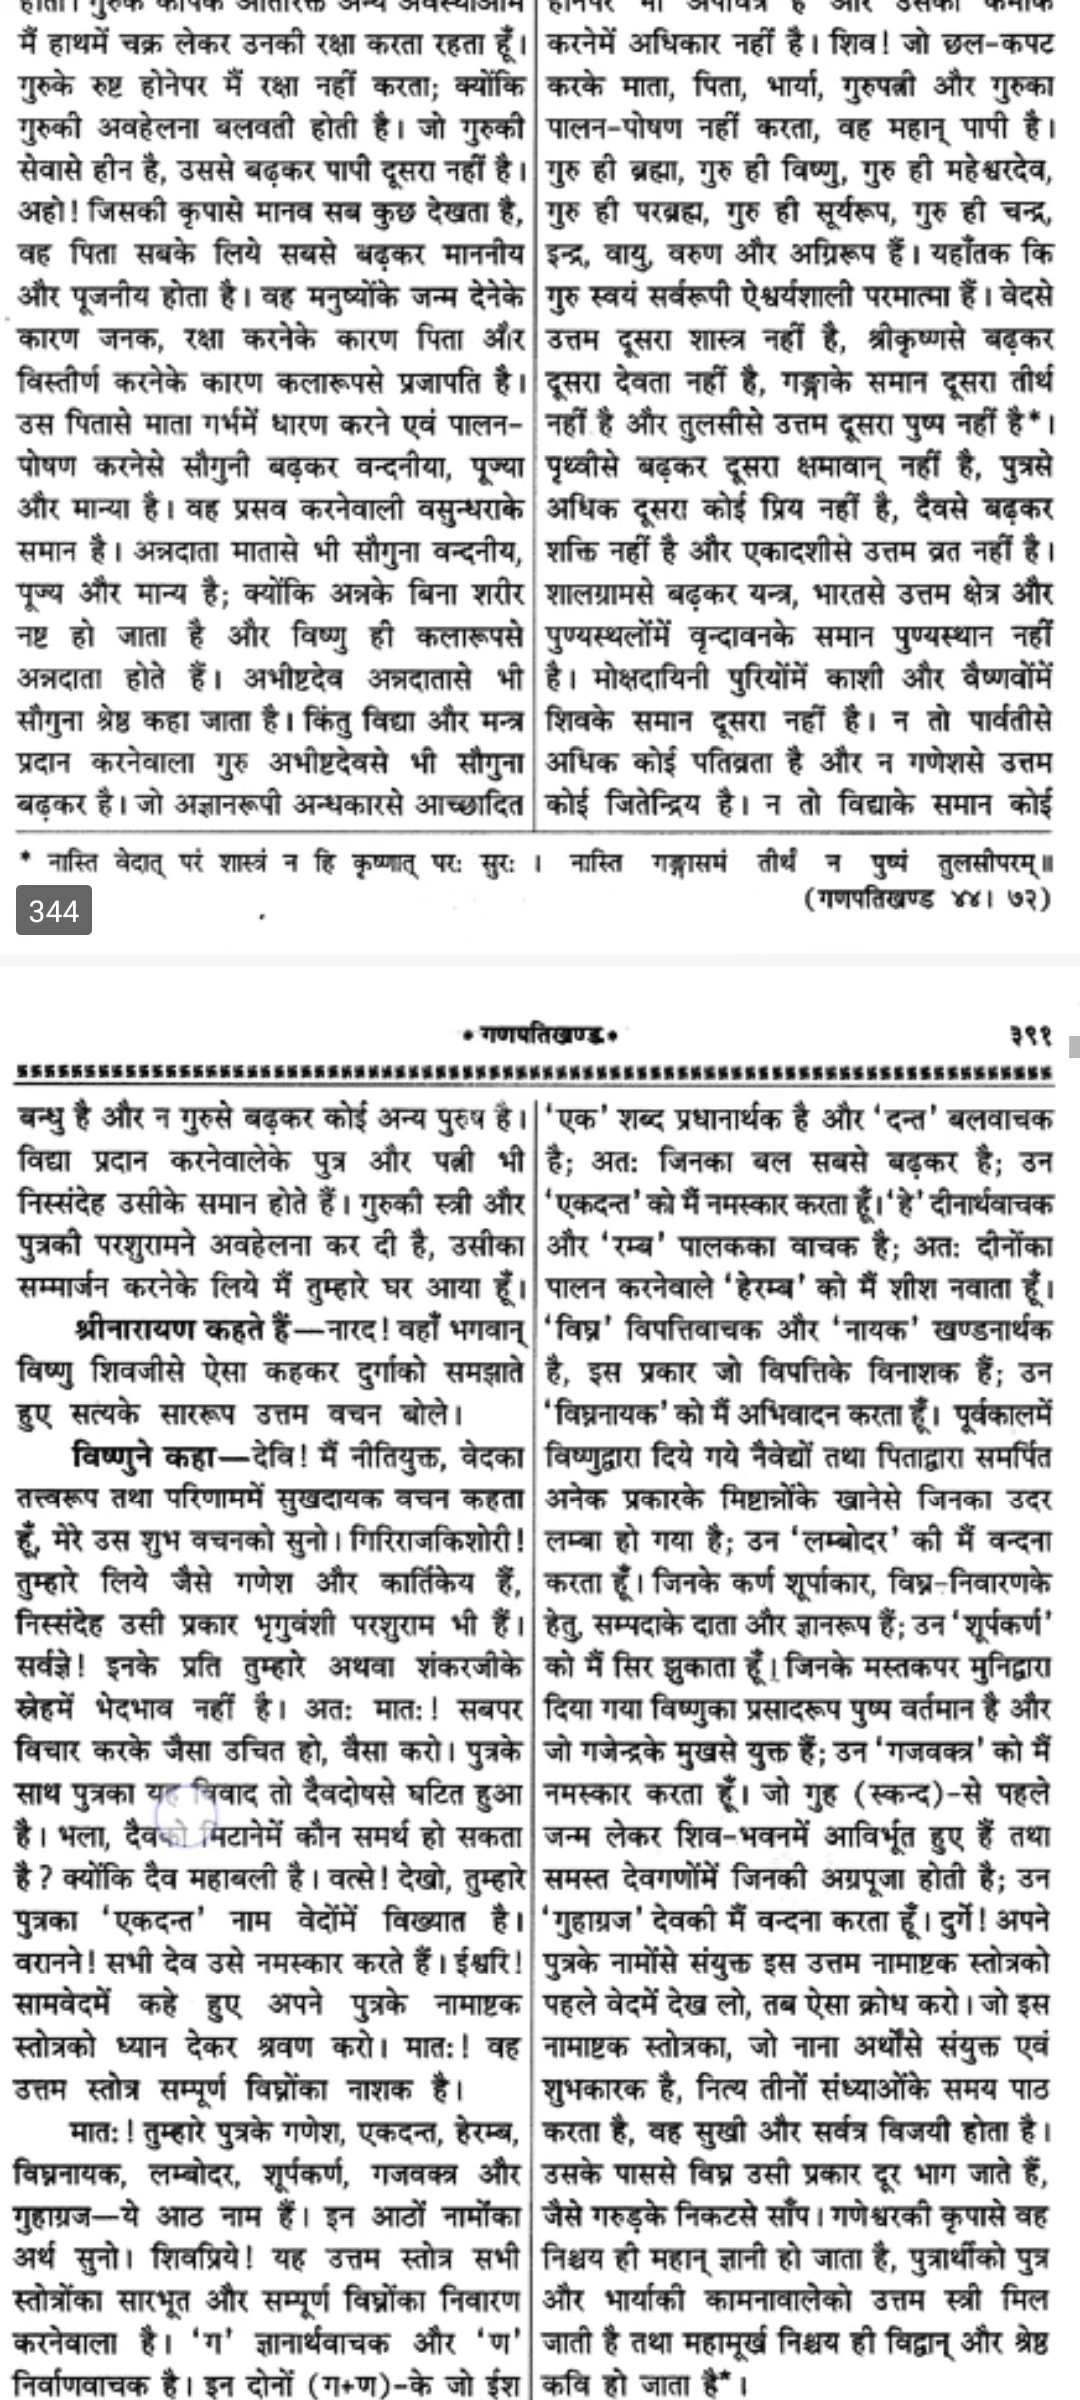 मैं हाथमें चक्र लेकर उनकी रक्षा करता रहता हूँ।
गुरुके रुष्ट होनेपर मैं रक्षा नहीं करता; क्योंकि
गुरुकी अवहेलना बलवती होती है। जो गुरुकी
सेवासे हीन है, उससे बढ़कर पापी दूसरा नहीं है।
अहो! जिसकी कृपासे मानव सब कुछ देखता है,
वह पिता सबके लिये सबसे बढ़कर माननीय
और पूजनीय होता है। वह मनुष्योंके जन्म देनेके
कारण जनक, रक्षा करनेके कारण पिता और
विस्तीर्ण करनेके कारण कलारूपसे प्रजापति है।
उस पितासे माता गर्भमें धारण करने एवं पालन-
पोषण करनेसे सौगुनी बढ़कर वन्दनीया, पूज्या
और मान्या है। वह प्रसव करनेवाली वसुन्धराके
समान है। अन्नदाता मातासे भी सौगुना वन्दनीय,
पूज्य और मान्य है; क्योंकि अन्नके बिना शरीर
नष्ट हो जाता है और विष्णु ही कलारूपसे
अन्नदाता होते हैं। अभीष्टदेव अन्नदातासे भी
सौगुना श्रेष्ठ कहा जाता है। किंतु विद्या और मन्त्र
प्रदान करनेवाला गुरु अभीष्टदेवसे भी सौगुना
बढ़कर है। जो अज्ञानरूपी अन्धकारसे आच्छादित
करनेमें अधिकार नहीं है। शिव! जो छल-कपट
करके माता, पिता, भार्या, गुरुपत्नी और गुरुका
पालन-पोषण नहीं करता, वह महान् पापी है।
गुरु ही ब्रह्मा, गुरु ही विष्णु, गुरु ही महेश्वरदेव,
गुरु ही परब्रह्म, गुरु ही सूर्यरूप, गुरु ही चन्द्र,
इन्द्र, वायु, वरुण और अग्निरूप हैं। यहाँतक कि
गुरु स्वयं सर्वरूपी ऐश्वर्यशाली परमात्मा हैं। वेदसे
उत्तम दूसरा शास्त्र नहीं है, श्रीकृष्णसे बढ़कर
दूसरा देवता नहीं है, गङ्गाके समान दूसरा तीर्थ
नहीं है और तुलसीसे उत्तम दूसरा पुष्प नहीं है*।
पृथ्वीसे बढ़कर दूसरा क्षमावान् नहीं है, पुत्रसे
अधिक दूसरा कोई प्रिय नहीं है, दैवसे बढ़कर
शक्ति नहीं है और एकादशीसे उत्तम व्रत नहीं है।
शालग्रामसे बढ़कर यन्त्र, भारतसे उत्तम क्षेत्र और
पुण्यस्थलोंमें वृन्दावनके समान पुण्यस्थान नहीं
है। मोक्षदायिनी पुरियोंमें काशी और वैष्णवोंमें
शिवके समान दूसरा नहीं है। न तो पार्वतीसे
अधिक कोई पतिव्रता है और न गणेशसे उत्तम
कोई जितेन्द्रिय है। न तो विद्याके समान कोई
* नास्ति वेदात् परं शास्त्रं न हि कृष्णात् परः सुरः । नास्ति गङ्गासमं तीर्थं न पुष्पं तुलसीपरम्॥
(गणपतिखण्ड ४४। ७२)
344
• गणपतिखण्ड • ३९१
बन्धु है और न गुरुसे बढ़कर कोई अन्य पुरुष है।
विद्या प्रदान करनेवालेके पुत्र और पत्नी भी
निस्संदेह उसीके समान होते हैं। गुरुकी स्त्री और
पुत्रकी परशुरामने अवहेलना कर दी है, उसीका
सम्मार्जन करनेके लिये मैं तुम्हारे घर आया हूँ।
श्रीनारायण कहते हैं—नारद! वहाँ भगवान्
विष्णु शिवजीसे ऐसा कहकर दुर्गाको समझाते
हुए सत्यके साररूप उत्तम वचन बोले।
विष्णुने कहा—देवि! मैं नीतियुक्त, वेदका
तत्त्वरूप तथा परिणाममें सुखदायक वचन कहता
हूँ, मेरे उस शुभ वचनको सुनो। गिरिराजकिशोरी!
तुम्हारे लिये जैसे गणेश और कार्तिकेय हैं,
निस्संदेह उसी प्रकार भृगुवंशी परशुराम भी हैं।
सर्वज्ञे! इनके प्रति तुम्हारे अथवा शंकरजीके
स्नेहमें भेदभाव नहीं है। अतः मातः! सबपर
विचार करके जैसा उचित हो, वैसा करो। पुत्रके
साथ पुत्रका यह विवाद तो दैवदोषसे घटित हुआ
है। भला, दैवको मिटानेमें कौन समर्थ हो सकता
है? क्योंकि दैव महाबली है। वत्से! देखो, तुम्हारे
पुत्रका ‘एकदन्त’ नाम वेदोंमें विख्यात है।
वरानने! सभी देव उसे नमस्कार करते हैं। ईश्वरि!
सामवेदमें कहे हुए अपने पुत्रके नामाष्टक
स्तोत्रको ध्यान देकर श्रवण करो। मातः! वह
उत्तम स्तोत्र सम्पूर्ण विघ्नोंका नाशक है।
मातः! तुम्हारे पुत्रके गणेश, एकदन्त, हेरम्ब,
विघ्ननायक, लम्बोदर, शूर्पकर्ण, गजवक्त्र और
गुहाग्रज—ये आठ नाम हैं। इन आठों नामोंका
अर्थ सुनो। शिवप्रिये! यह उत्तम स्तोत्र सभी
स्तोत्रोंका सारभूत और सम्पूर्ण विघ्नोंका निवारण
करनेवाला है। ‘ग’ ज्ञानार्थवाचक और ‘ण’
निर्वाणवाचक है। इन दोनों (ग+ण)-के जो ईश
‘एक’ शब्द प्रधानार्थक है और ‘दन्त’ बलवाचक
है; अतः जिनका बल सबसे बढ़कर है; उन
‘एकदन्त’ को मैं नमस्कार करता हूँ। ‘हे’ दीनार्थवाचक
और ‘रम्ब’ पालकका वाचक है; अतः दीनोंका
पालन करनेवाले ‘हेरम्ब’ को मैं शीश नवाता हूँ।
‘विघ्न’ विपत्तिवाचक और ‘नायक’ खण्डनार्थक
है, इस प्रकार जो विपत्तिके विनाशक हैं; उन
‘विघ्ननायक’ को मैं अभिवादन करता हूँ। पूर्वकालमें
विष्णुद्वारा दिये गये नैवेद्यों तथा पिताद्वारा समर्पित
अनेक प्रकारके मिष्टान्नोंके खानेसे जिनका उदर
लम्बा हो गया है; उन ‘लम्बोदर’ की मैं वन्दना
करता हूँ। जिनके कर्ण शूर्पाकार, विघ्न-निवारणके
हेतु, सम्पदाके दाता और ज्ञानरूप हैं; उन ‘शूर्पकर्ण’
को मैं सिर झुकाता हूँ। जिनके मस्तकपर मुनिद्वारा
दिया गया विष्णुका प्रसादरूप पुष्प वर्तमान है और
जो गजेन्द्रके मुखसे युक्त हैं; उन ‘गजवक्त्र’ को मैं
नमस्कार करता हूँ। जो गुह (स्कन्द)-से पहले
जन्म लेकर शिव-भवनमें आविर्भूत हुए हैं तथा
समस्त देवगणोंमें जिनकी अग्रपूजा होती है; उन
‘गुहाग्रज’ देवकी मैं वन्दना करता हूँ। दुर्गे! अपने
पुत्रके नामोंसे संयुक्त इस उत्तम नामाष्टक स्तोत्रको
पहले वेदमें देख लो, तब ऐसा क्रोध करो। जो इस
नामाष्टक स्तोत्रका, जो नाना अर्थोंसे संयुक्त एवं
शुभकारक है, नित्य तीनों संध्याओंके समय पाठ
करता है, वह सुखी और सर्वत्र विजयी होता है।
उसके पाससे विघ्न उसी प्रकार दूर भाग जाते हैं,
जैसे गरुड़के निकटसे साँप। गणेश्वरकी कृपासे वह
निश्चय ही महान् ज्ञानी हो जाता है, पुत्रार्थीको पुत्र
और भार्याकी कामनावालेको उत्तम स्त्री मिल
जाती है तथा महामूर्ख निश्चय ही विद्वान् और श्रेष्ठ
कवि हो जाता है*।